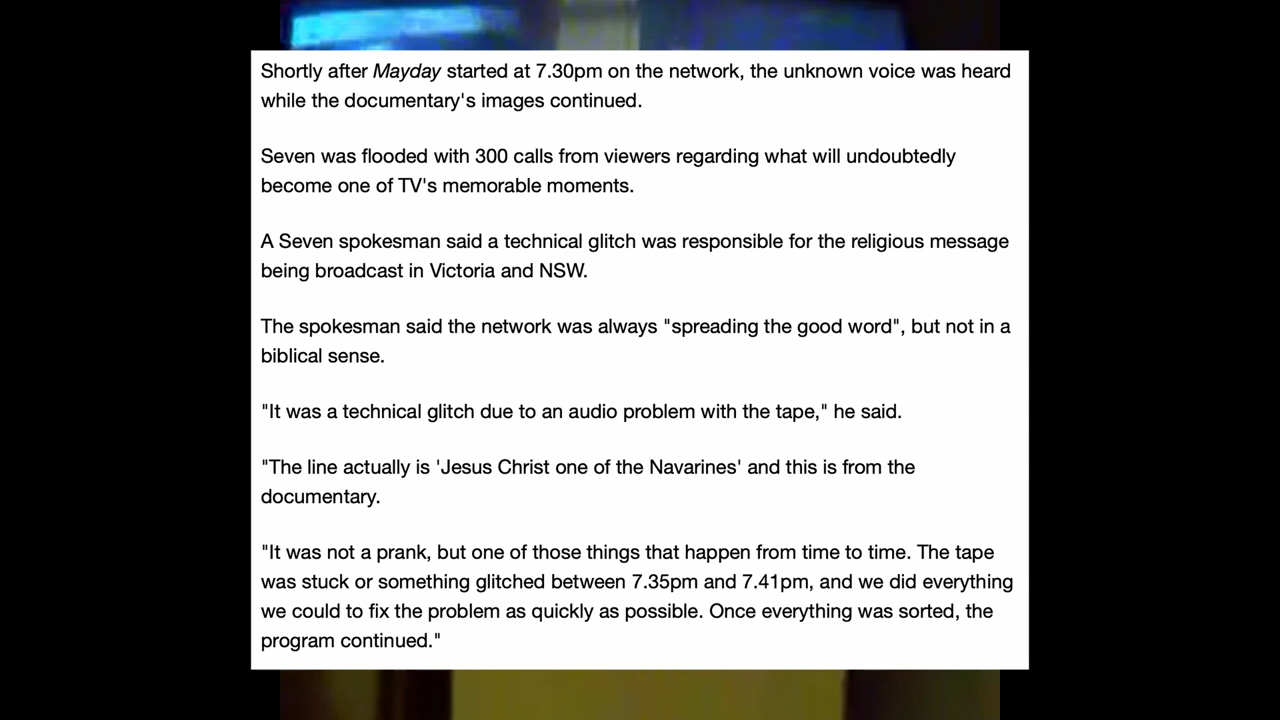 Shortly after Mayday started at 7.30pm on the network, the unknown voice was heard
while the documentary's images continued.
Seven was flooded with 300 calls from viewers regarding what will undoubtedly
become one of TV's memorable moments.
A Seven spokesman said a technical glitch was responsible for the religious message
being broadcast in Victoria and NSW.
The spokesman said the network was always "spreading the good word", but not in a
biblical sense.
"It was a technical glitch due to an audio problem with the tape," he said.
"The line actually is 'Jesus Christ one of the Navarines' and this is from the
documentary.
"It was not a prank, but one of those things that happen from time to time. The tape
was stuck or something glitched between 7.35pm and 7.41pm, and we did everything
we could to fix the problem as quickly as possible. Once everything was sorted, the
program continued."